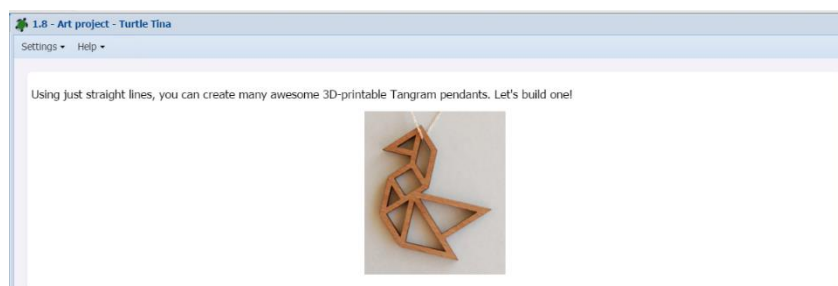 1.8 - Art project - Turtle Tina
Settings Help
Using just straight lines, you can create many awesome 3D-printable Tangram pendants. Let's build one!